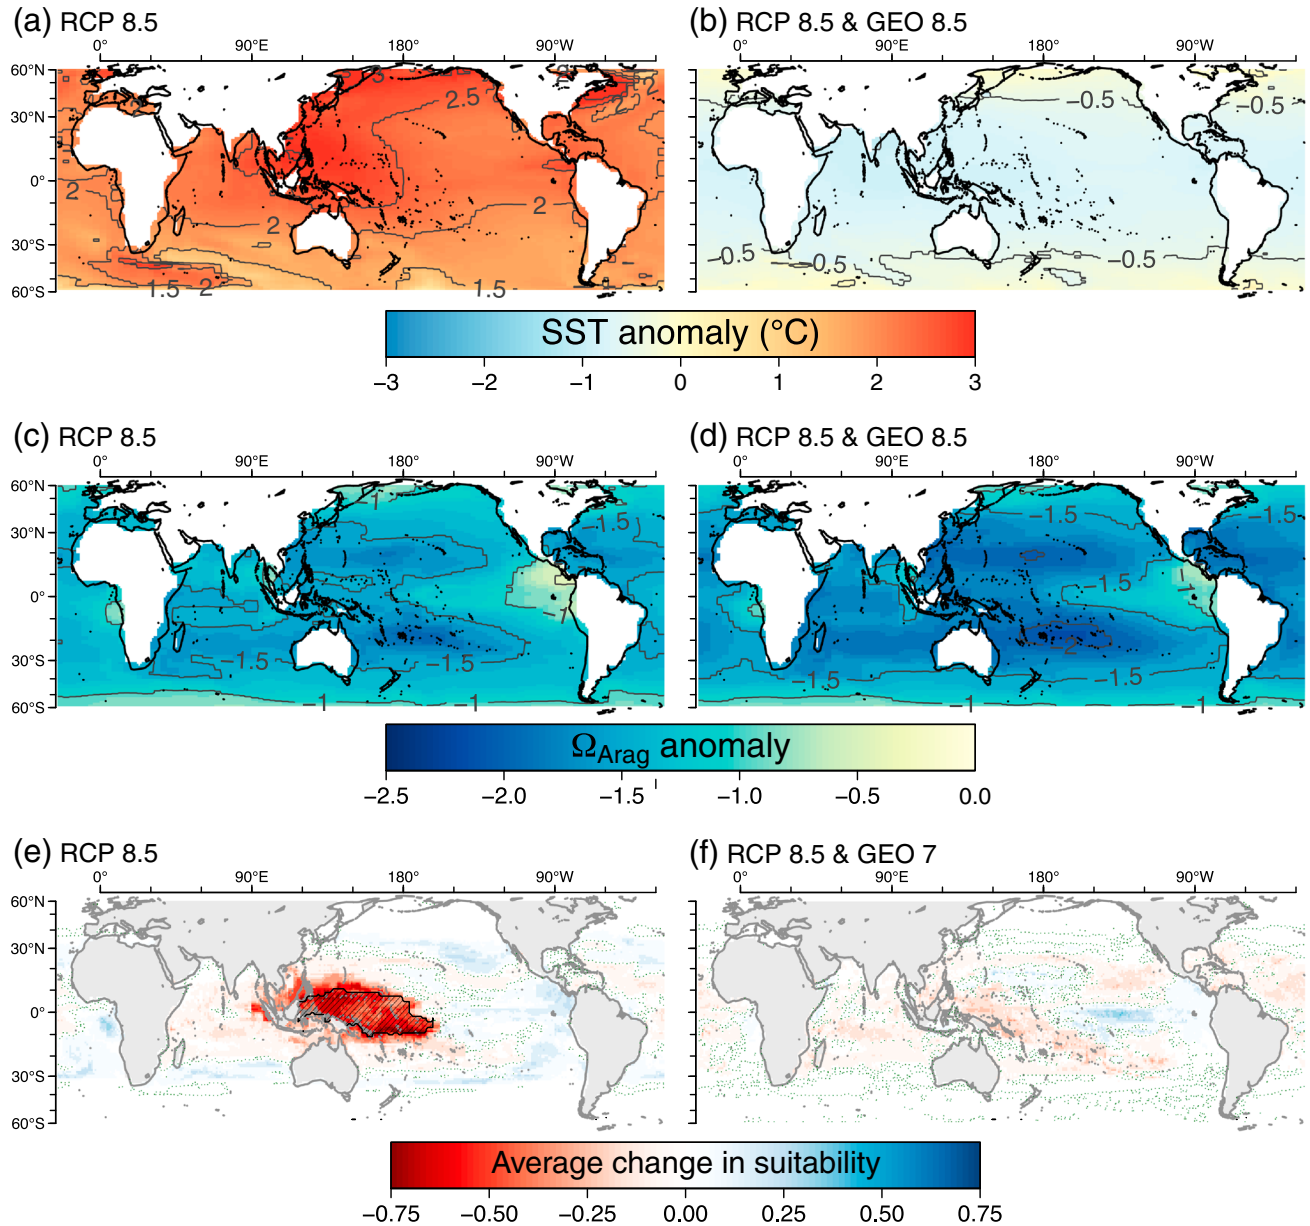 (a) RCP 8.5
(b) RCP 8.5 & GEO 8.5
0° 90°E 180° 90°W
0° 90°E 180° 90°W
60°N
30°N
0°
30°S
60°S
3
2.5
2
2
2
2
2
2
1.5
2
1.5
−0.5
−0.5
−0.5
−0.5
−0.5
SST anomaly (°C)
−3 −2 −1 0 1 2 3
(c) RCP 8.5
(d) RCP 8.5 & GEO 8.5
0° 90°E 180° 90°W
0° 90°E 180° 90°W
60°N
30°N
0°
30°S
60°S
−1
−1.5
−1
−1.5
−1.5
−1
−1
−1.5
−1.5
−1.5
−1
−2
−1.5
−1.5
−1
−1
ΩArag anomaly
−2.5 −2.0 −1.5 −1.0 −0.5 0.0
(e) RCP 8.5
(f) RCP 8.5 & GEO 7
0° 90°E 180° 90°W
0° 90°E 180° 90°W
60°N
30°N
0°
30°S
60°S
Average change in suitability
−0.75 −0.50 −0.25 0.00 0.25 0.50 0.75